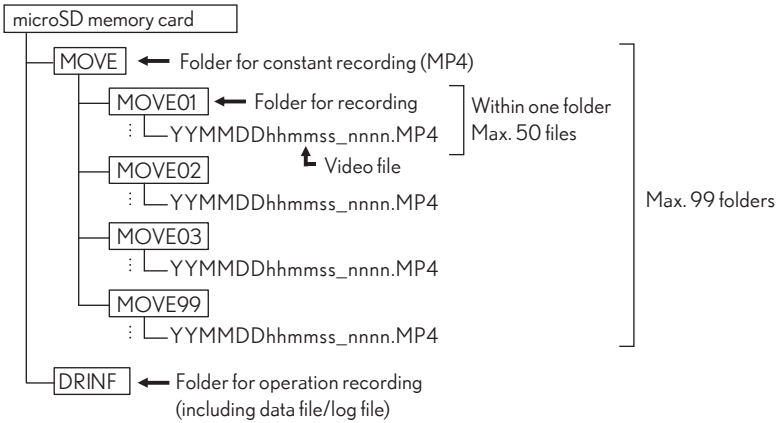 microSD memory card
MOVE
Folder for constant recording (MP4)
MOVE01
Folder for recording
YYMMDDhhmmss_nnnn.MP4
Video file
Within one folder
Max. 50 files
MOVE02
YYMMDDhhmmss_nnnn.MP4
MOVE03
YYMMDDhhmmss_nnnn.MP4
MOVE99
YYMMDDhhmmss_nnnn.MP4
Max. 99 folders
DRINF
Folder for operation recording
(including data file/log file)